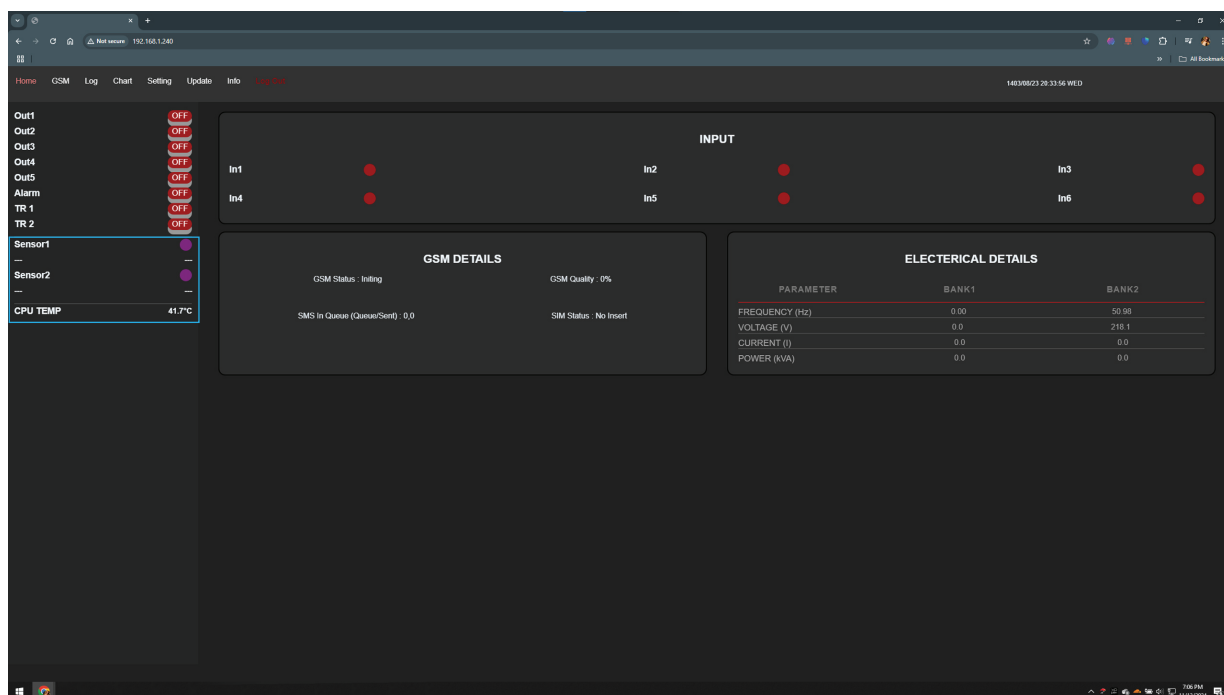 Not secure 192.168.1.240
All Bookmarks
Home GSM Log Chart Setting Update Info
1403/08/23 20:33:56 WED
Out1 OFF
Out2 OFF
Out3 OFF
Out4 OFF
Out5 OFF
Alarm OFF
TR 1 OFF
TR 2 OFF
Sensor1
--- ---
Sensor2
--- ---
CPU TEMP 41.7°C
INPUT
In1 In2 In3
In4 In5 In6
GSM DETAILS
GSM Status : Initing GSM Quality : 0%
SMS In Queue (Queue/Sent) : 0,0 SIM Status : No Insert
ELECTERICAL DETAILS
PARAMETER BANK1 BANK2
FREQUENCY (Hz) 0.00 50.98
VOLTAGE (V) 0.0 218.1
CURRENT (I) 0.0 0.0
POWER (kVA) 0.0 0.0
7:06 PM